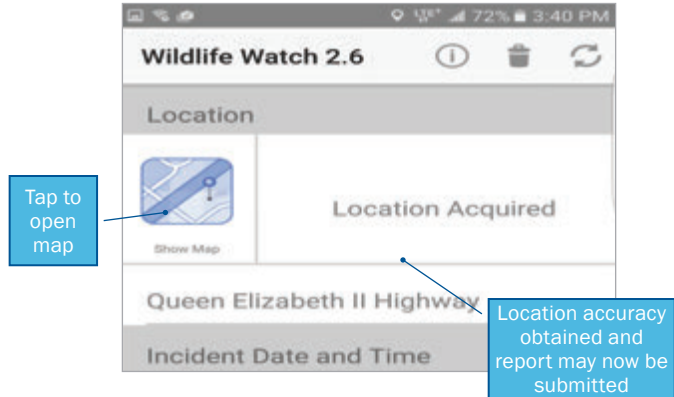 LTE 72% 3:40 PM
Wildlife Watch 2.6
Location
Tap to
open
map
Show Map
Location Acquired
Queen Elizabeth II Highway
Location accuracy
obtained and
report may now be
submitted
Incident Date and Time